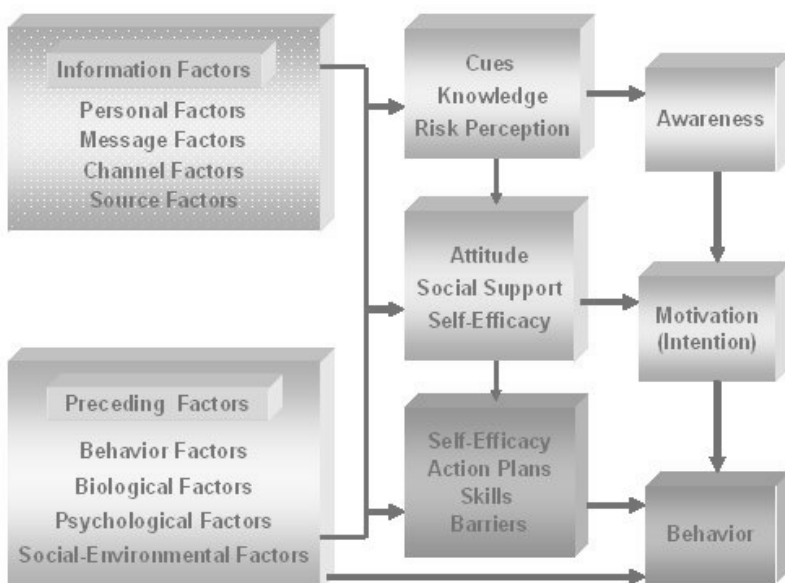 Information Factors
Personal Factors
Message Factors
Channel Factors
Source Factors
Preceding Factors
Behavior Factors
Biological Factors
Psychological Factors
Social-Environmental Factors
Cues
Knowledge
Risk Perception
Attitude
Social Support
Self-Efficacy
Self-Efficacy
Action Plans
Skills
Barriers
Awareness
Motivation
(Intention)
Behavior